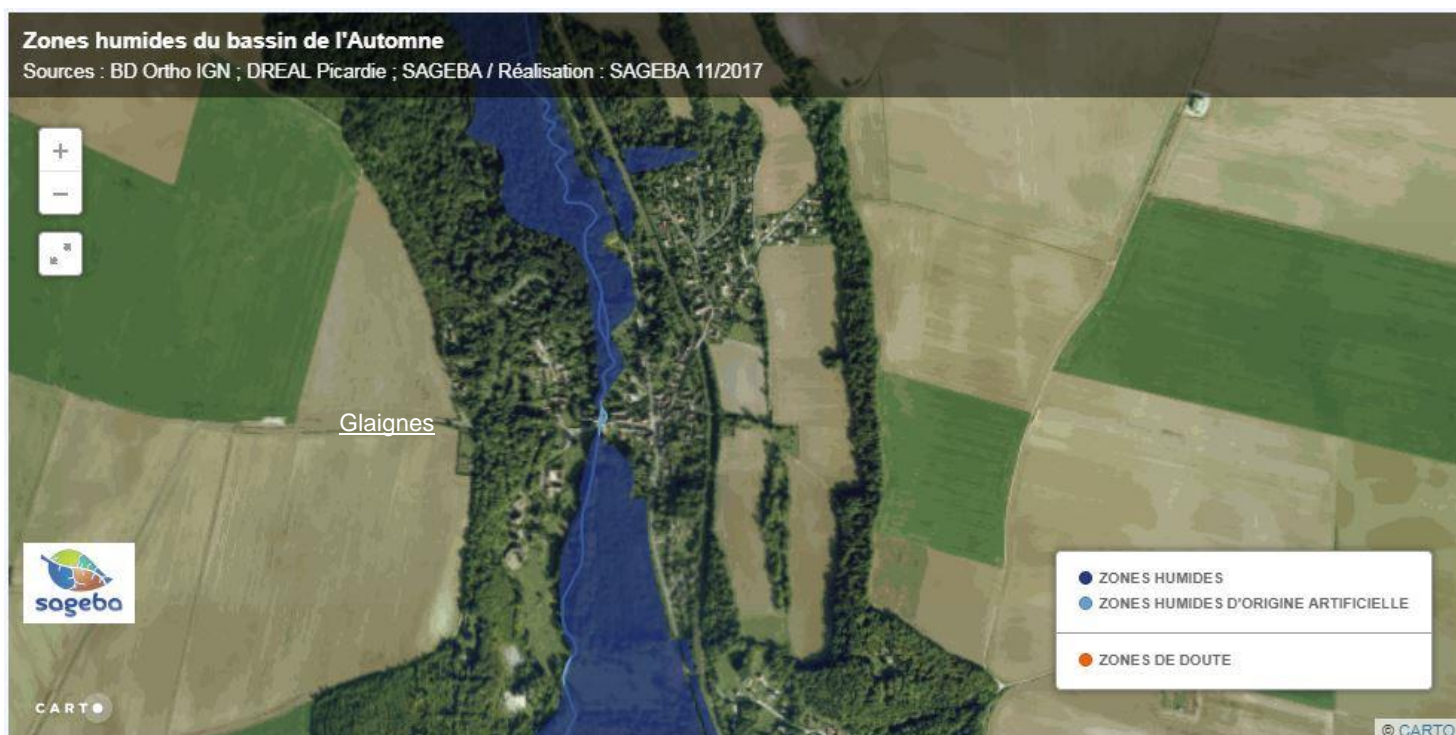 Zones humides du bassin de l'Automne
Sources : BD Ortho IGN ; DREAL Picardie ; SAGEBA / Réalisation : SAGEBA 11/2017
+
−
Glaignes
sageba
ZONES HUMIDES
ZONES HUMIDES D'ORIGINE ARTIFICIELLE
ZONES DE DOUTE
CARTO
© CARTO